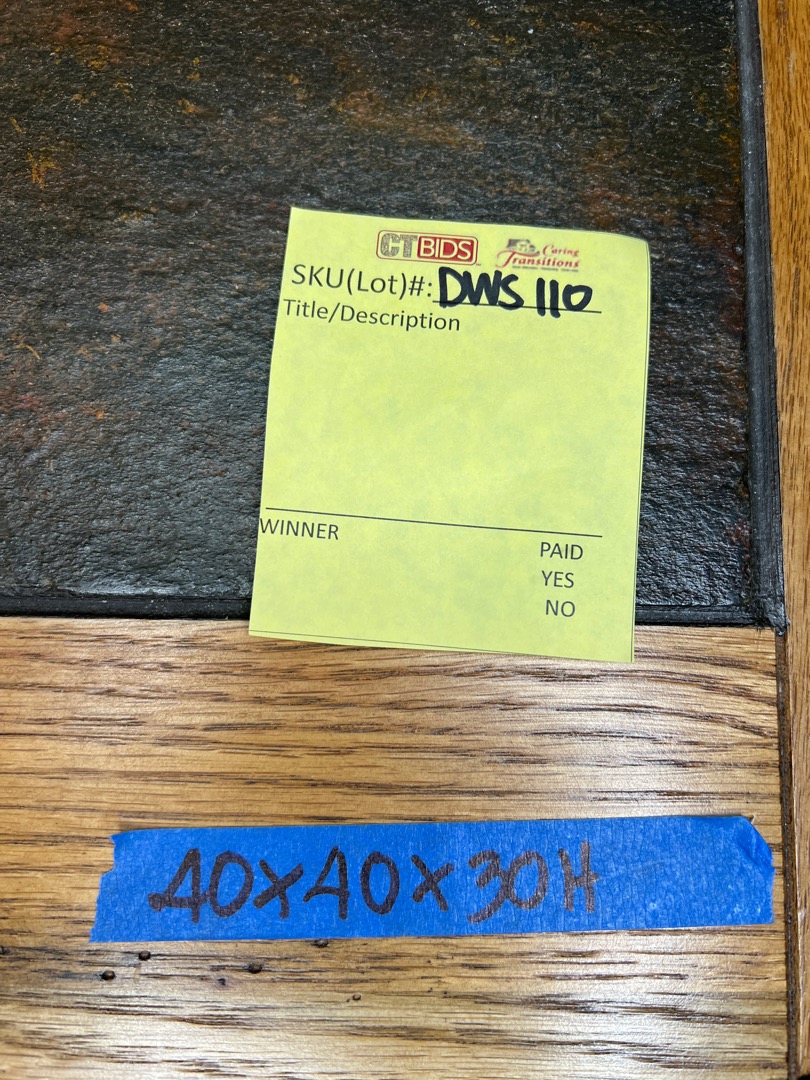 CTBIDS Caring Transitions
SKU(Lot)#: DWS 110
Title/Description
WINNER
PAID
YES
NO
40x40x30H